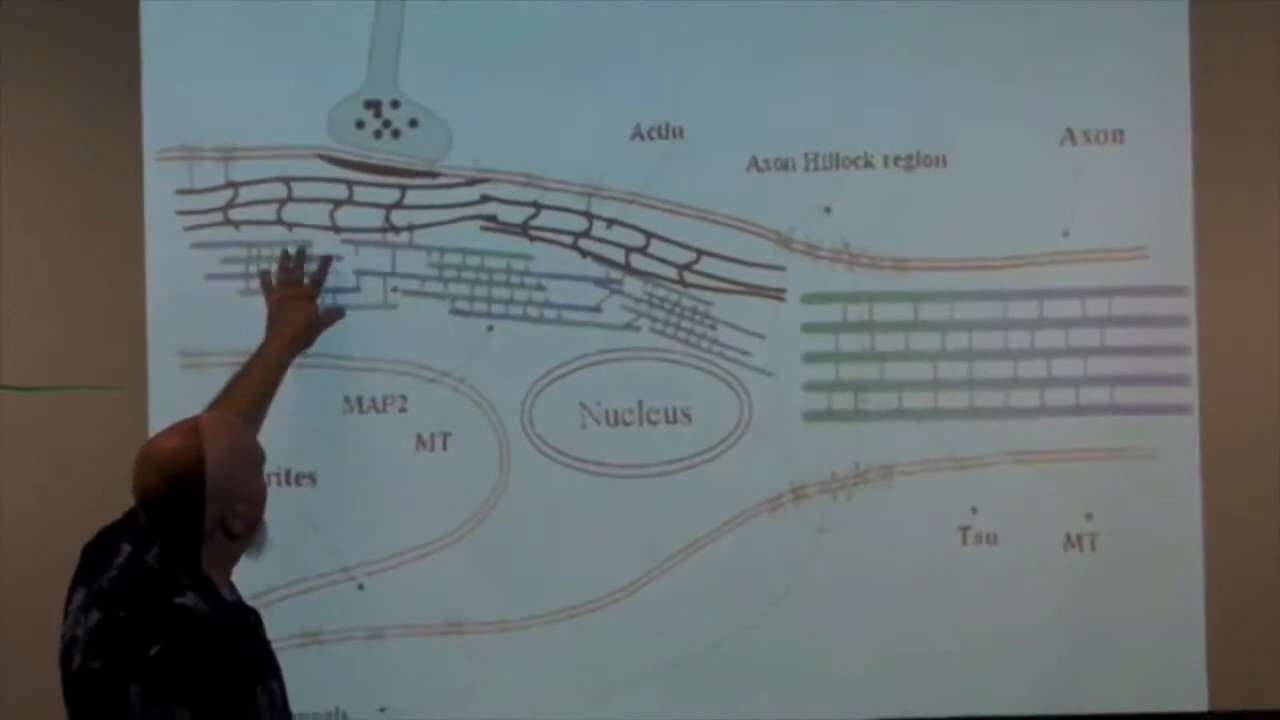 Actin
Axon
Axon Hillock region
MAP2
Nucleus
MT
rites
Tau
MT